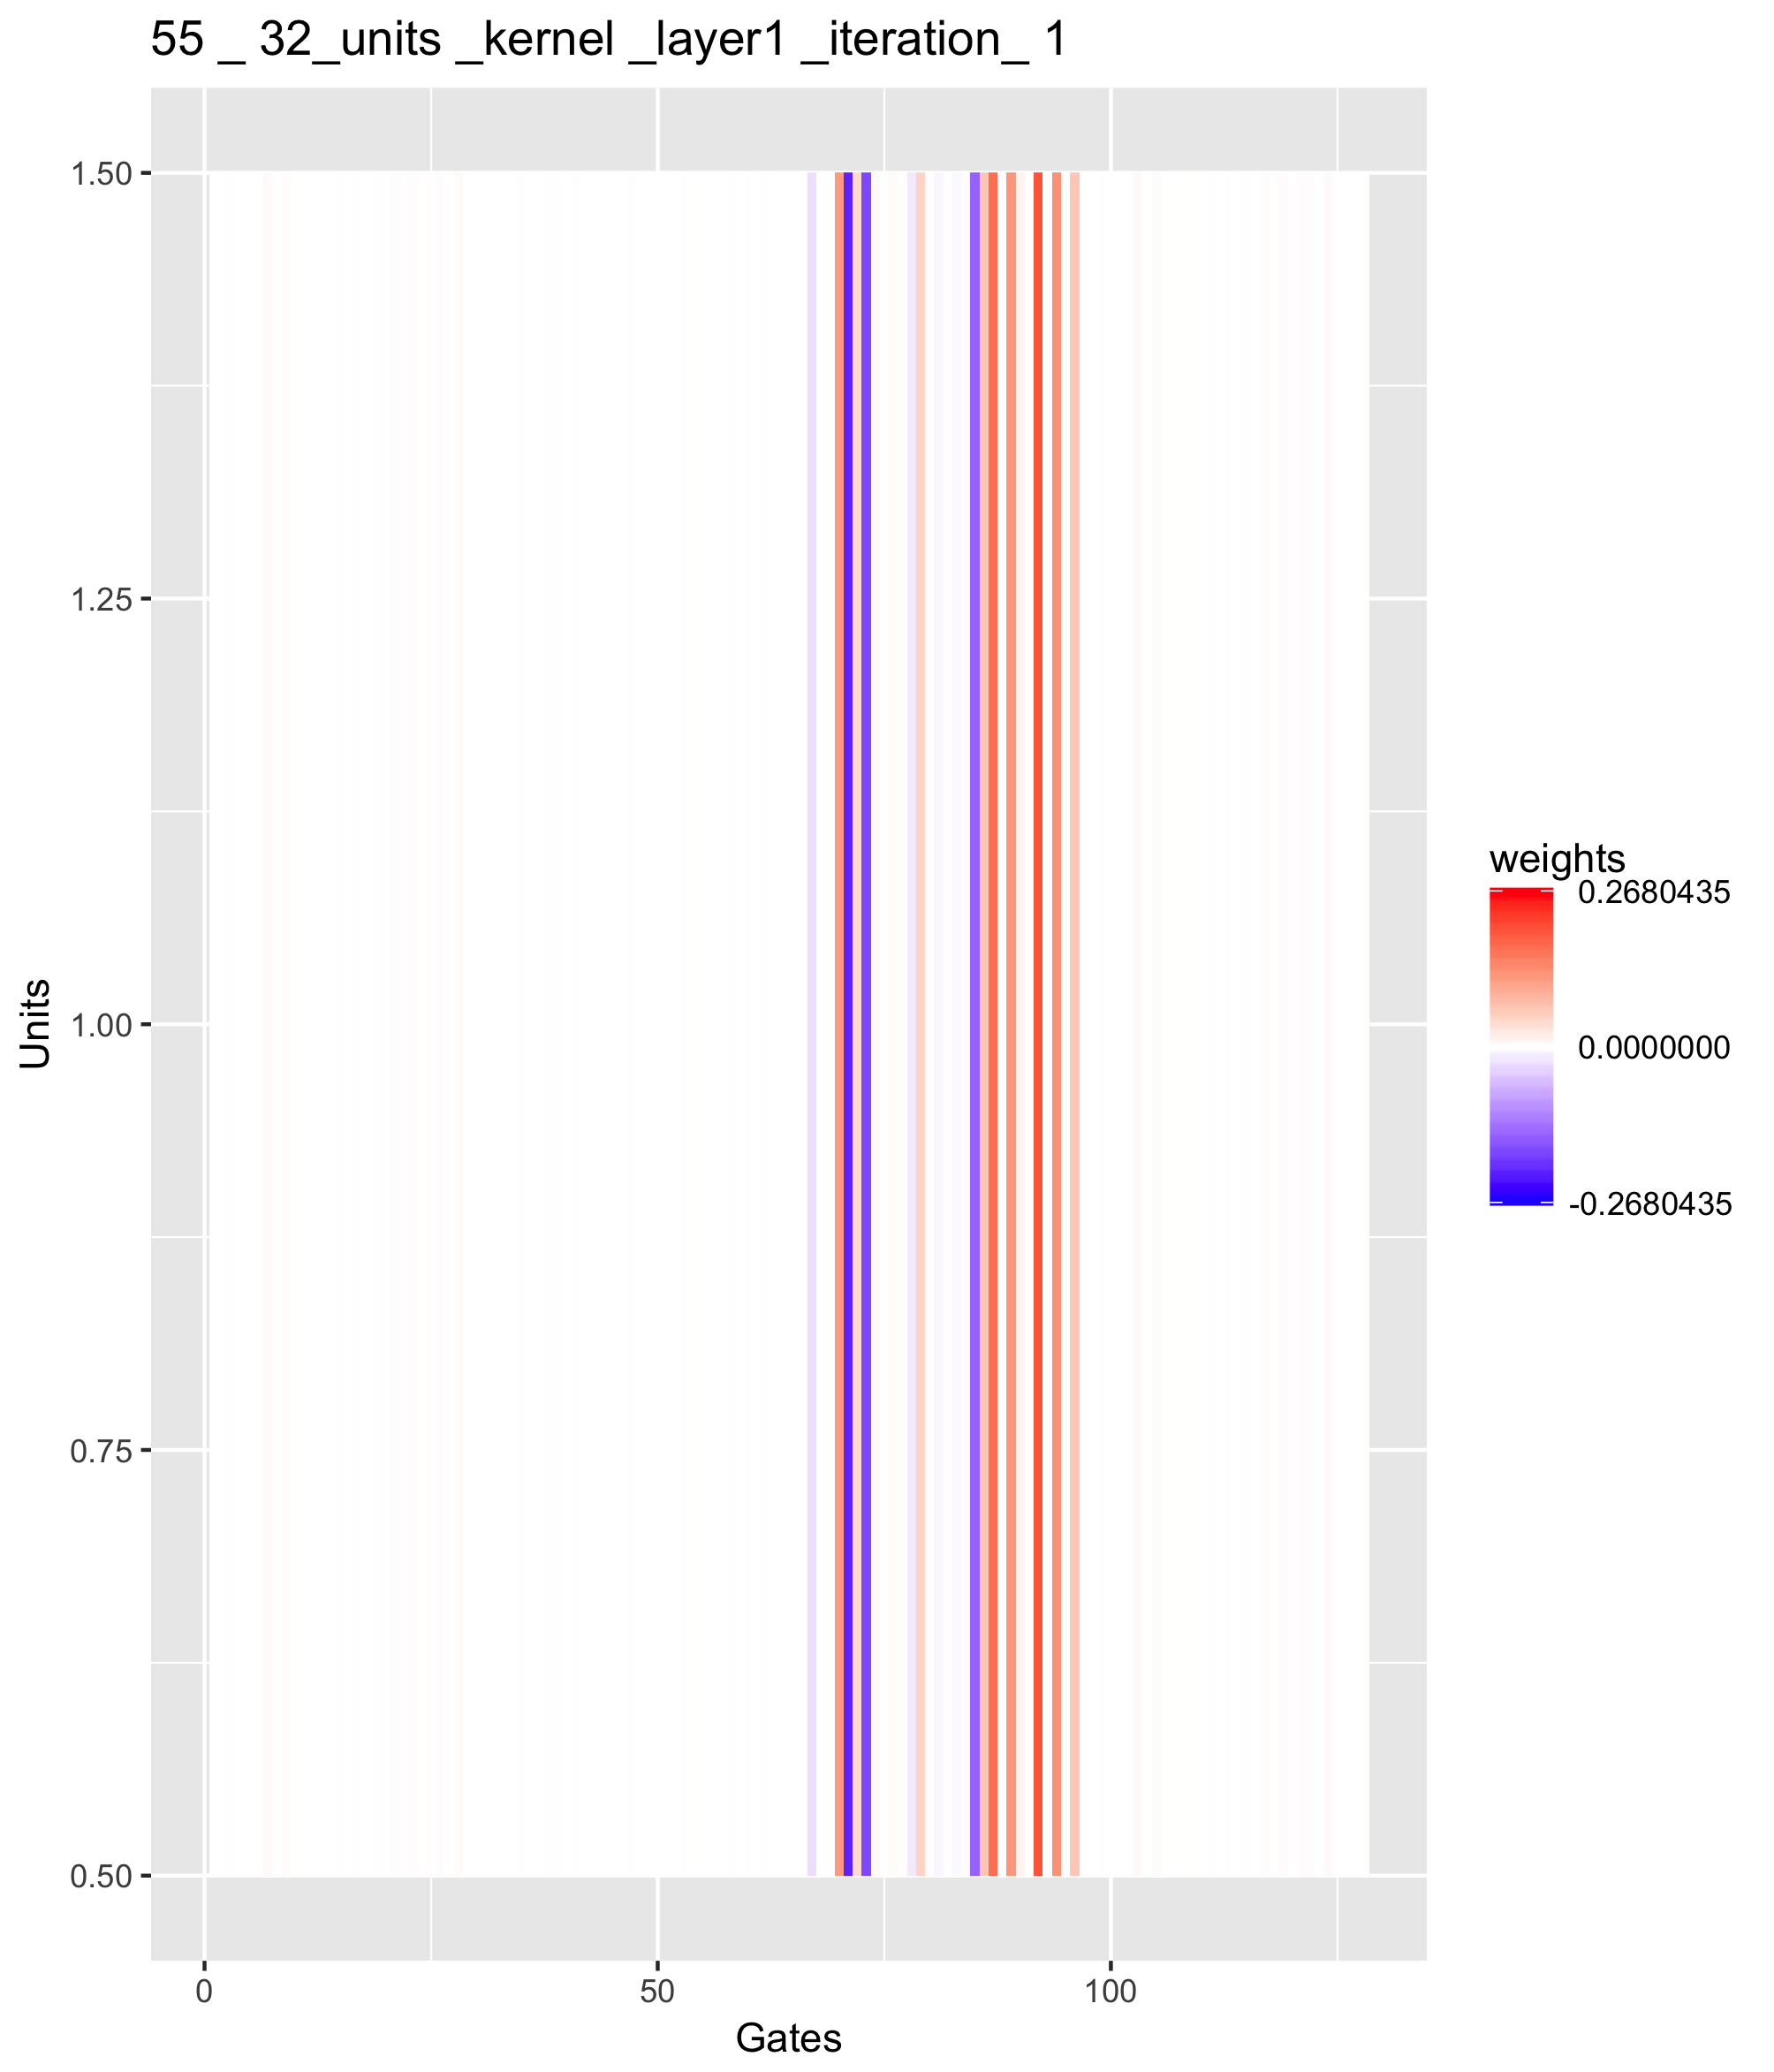 55 _ 32_units _kernel _layer1 _iteration_ 1
1.50
1.25
1.00
0.75
0.50
Units
0
50
100
Gates
weights
0.2680435
0.0000000
-0.2680435